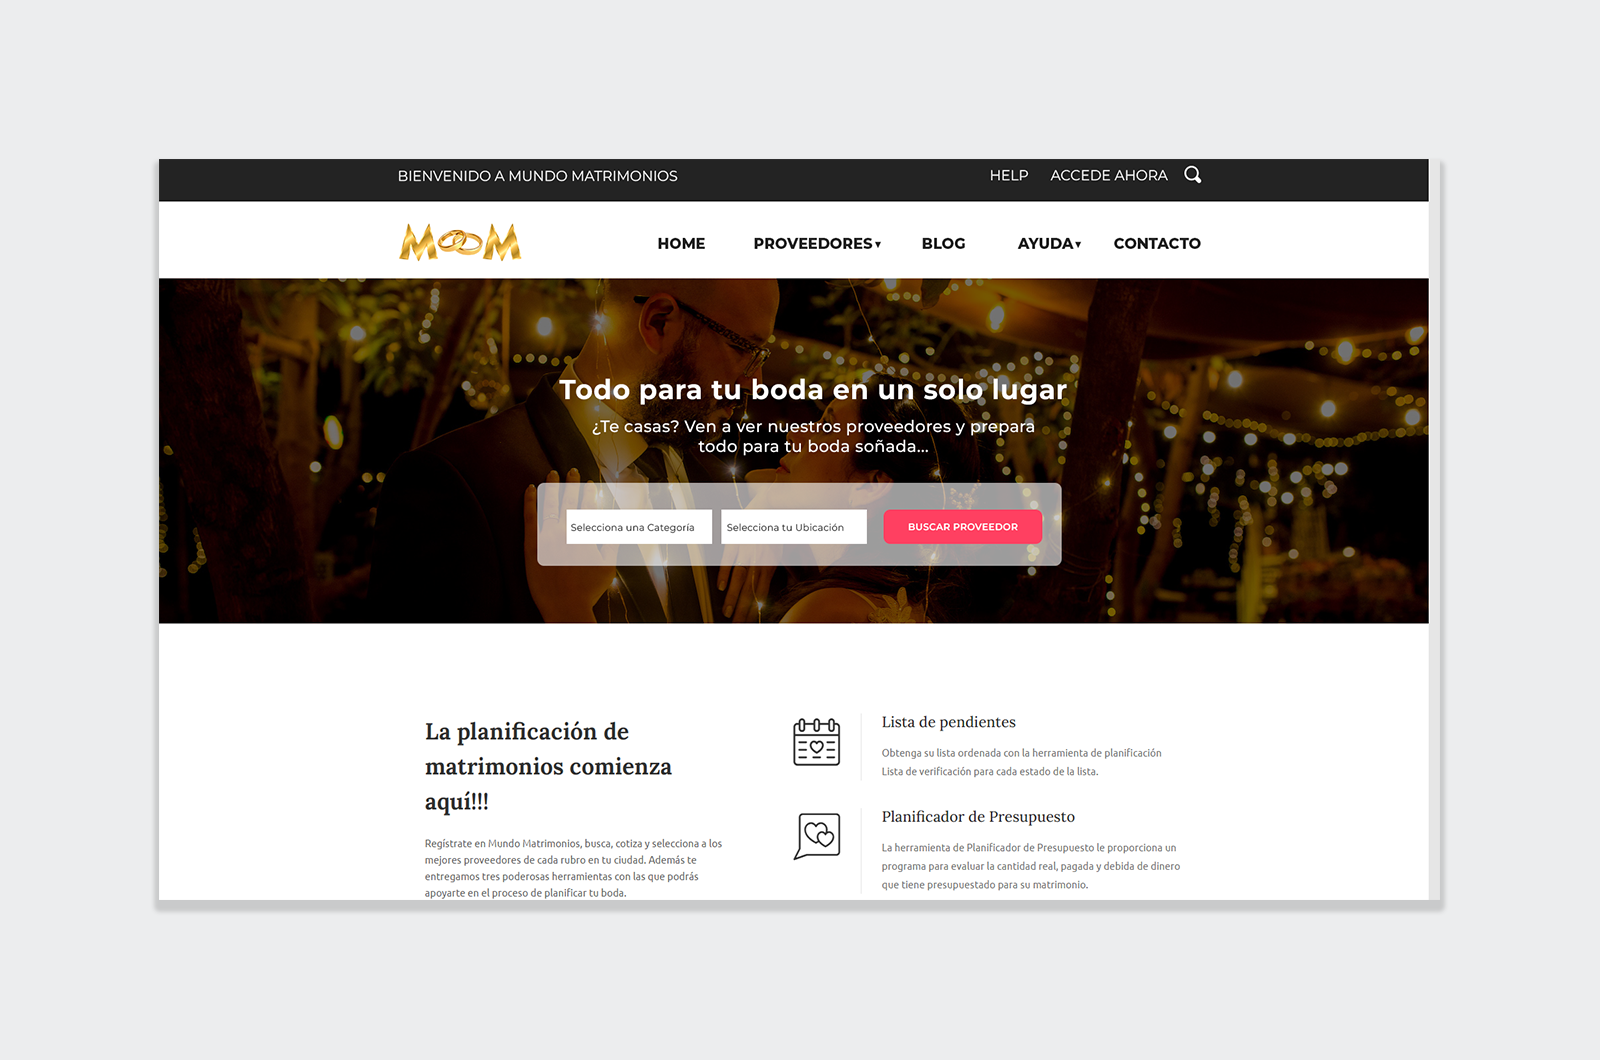 BIENVENIDO A MUNDO MATRIMONIOS
HELP ACCEDE AHORA
MOOM
HOME PROVEEDORES ▾ BLOG AYUDA ▾ CONTACTO
Todo para tu boda en un solo lugar
¿Te casas? Ven a ver nuestros proveedores y prepara
todo para tu boda soñada...
Selecciona una Categoría
Selecciona tu Ubicación
BUSCAR PROVEEDOR
La planificación de
matrimonios comienza
aquí!!!
Regístrate en Mundo Matrimonios, busca, cotiza y selecciona a los
mejores proveedores de cada rubro en tu ciudad. Además te
entregamos tres poderosas herramientas con las que podrás
apoyarte en el proceso de planificar tu boda.
Lista de pendientes
Obtenga su lista ordenada con la herramienta de planificación
Lista de verificación para cada estado de la lista.
Planificador de Presupuesto
La herramienta de Planificador de Presupuesto le proporciona un
programa para evaluar la cantidad real, pagada y debida de dinero
que tiene presupuestado para su matrimonio.